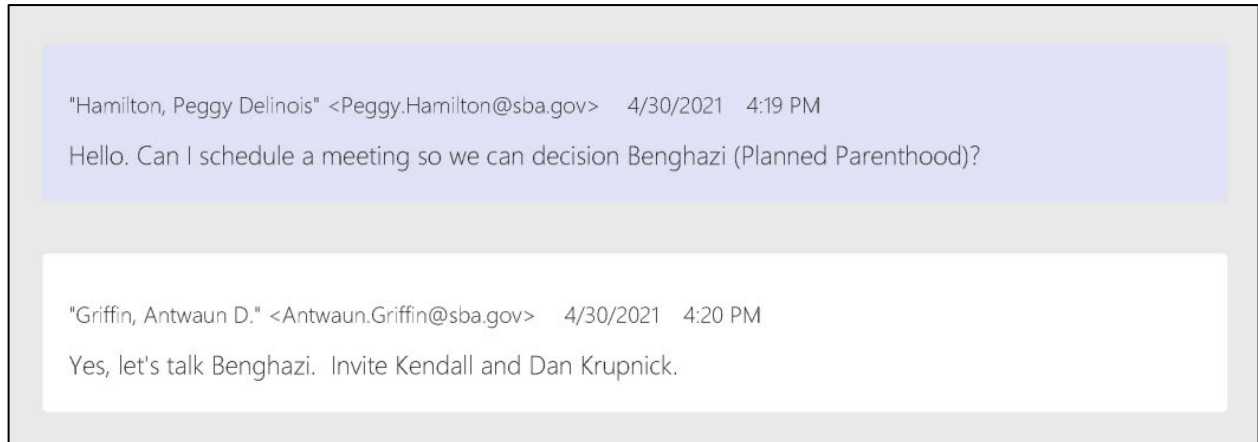 "Hamilton, Peggy Delinois" <Peggy.Hamilton@sba.gov> 4/30/2021 4:19 PM
Hello. Can I schedule a meeting so we can decision Benghazi (Planned Parenthood)?
"Griffin, Antwaun D." <Antwaun.Griffin@sba.gov> 4/30/2021 4:20 PM
Yes, let's talk Benghazi. Invite Kendall and Dan Krupnick.